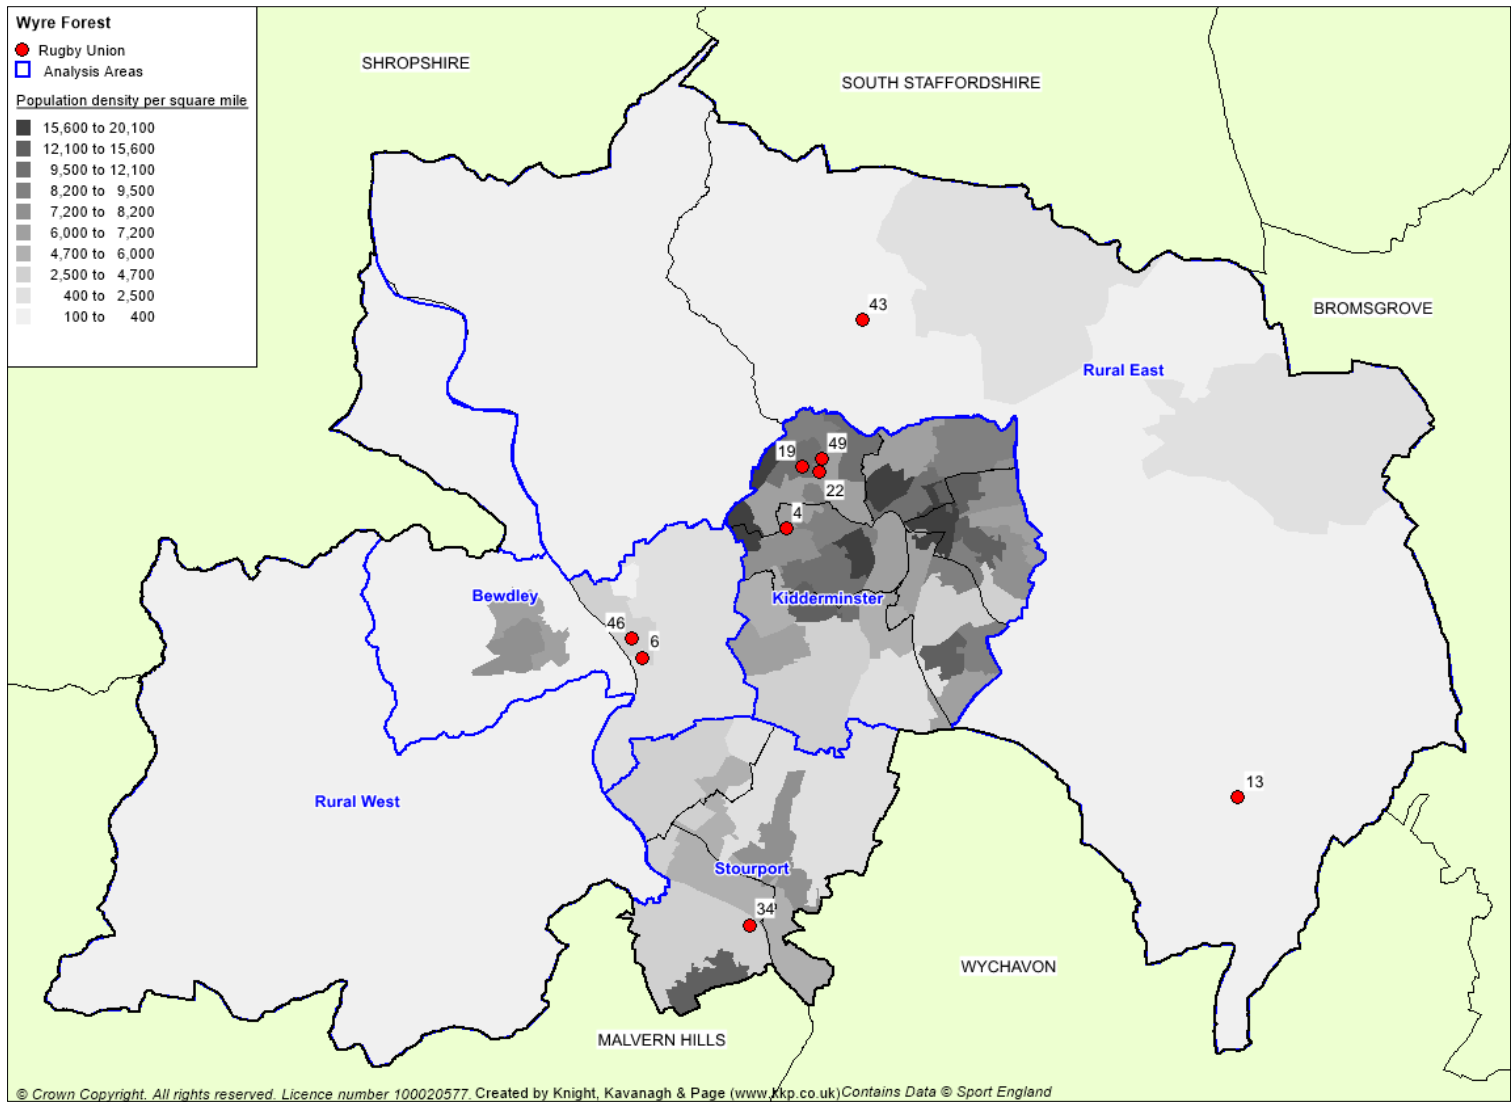 Wyre Forest
Rugby Union
Analysis Areas
Population density per square mile
15,600 to 20,100
12,100 to 15,600
9,500 to 12,100
8,200 to 9,500
7,200 to 8,200
6,000 to 7,200
4,700 to 6,000
2,500 to 4,700
400 to 2,500
100 to 400
SHROPSHIRE
SOUTH STAFFORDSHIRE
BROMSGROVE
43
Rural East
49
19
22
4
Bewdley
Kidderminster
46
6
13
Rural West
Stourport
34
WYCHAVON
MALVERN HILLS
© Crown Copyright. All rights reserved. Licence number 100020577. Created by Knight, Kavanagh & Page (www.kkp.co.uk) Contains Data © Sport England